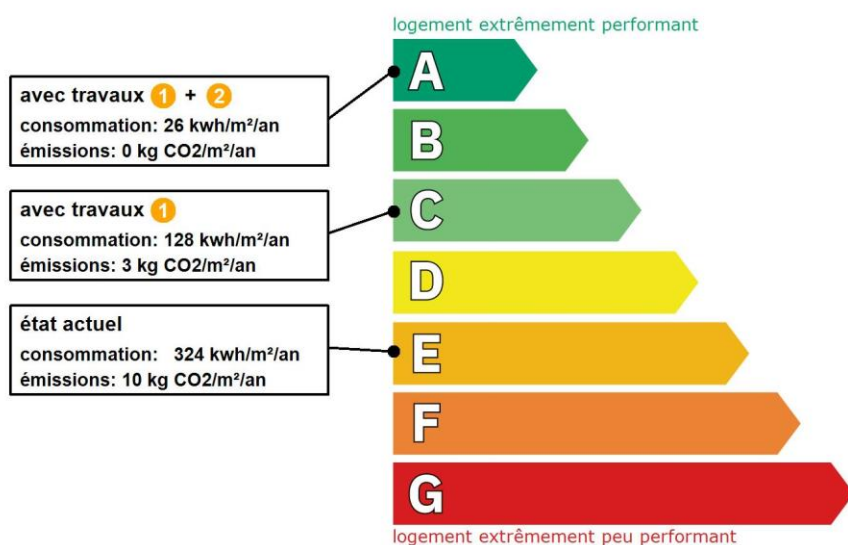 logement extrêmement performant
A
avec travaux 1 + 2
consommation: 26 kwh/m²/an
émissions: 0 kg CO2/m²/an
B
avec travaux 1
consommation: 128 kwh/m²/an
émissions: 3 kg CO2/m²/an
C
D
état actuel
consommation: 324 kwh/m²/an
émissions: 10 kg CO2/m²/an
E
F
G
logement extrêmement peu performant